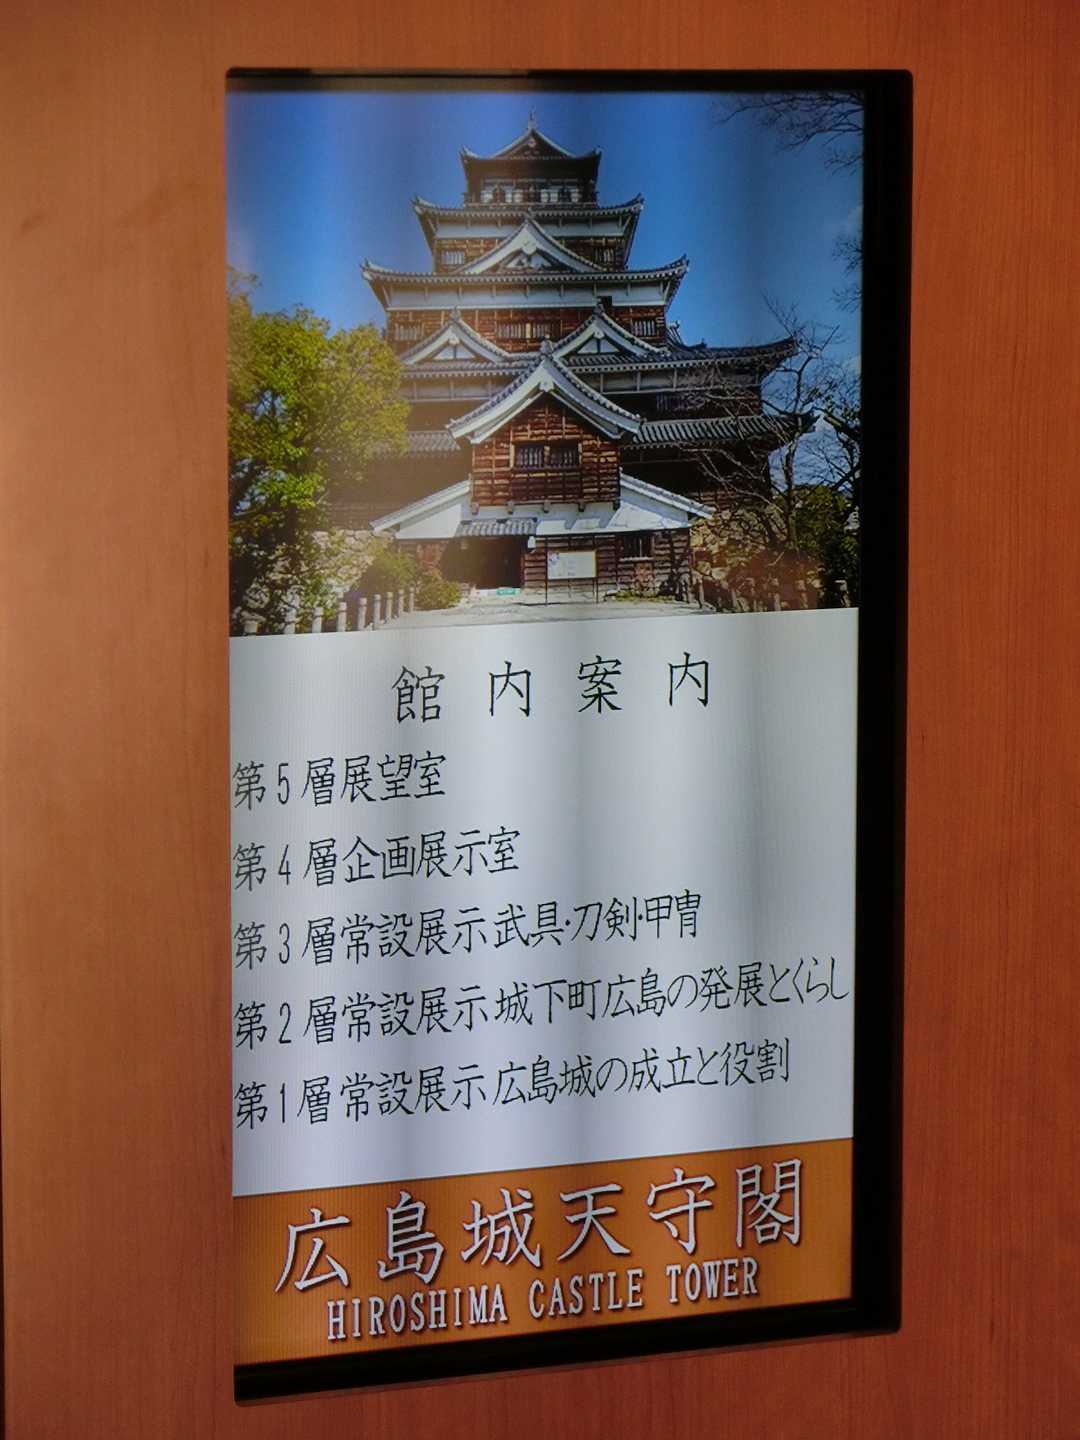 館内案内
第5層展望室
第4層企画展示室
第3層常設展示 武具・刀剣・甲冑
第2層常設展示 城下町広島の発展とくらし
第1層常設展示 広島城の成立と役割
広島城天守閣
HIROSHIMA CASTLE TOWER